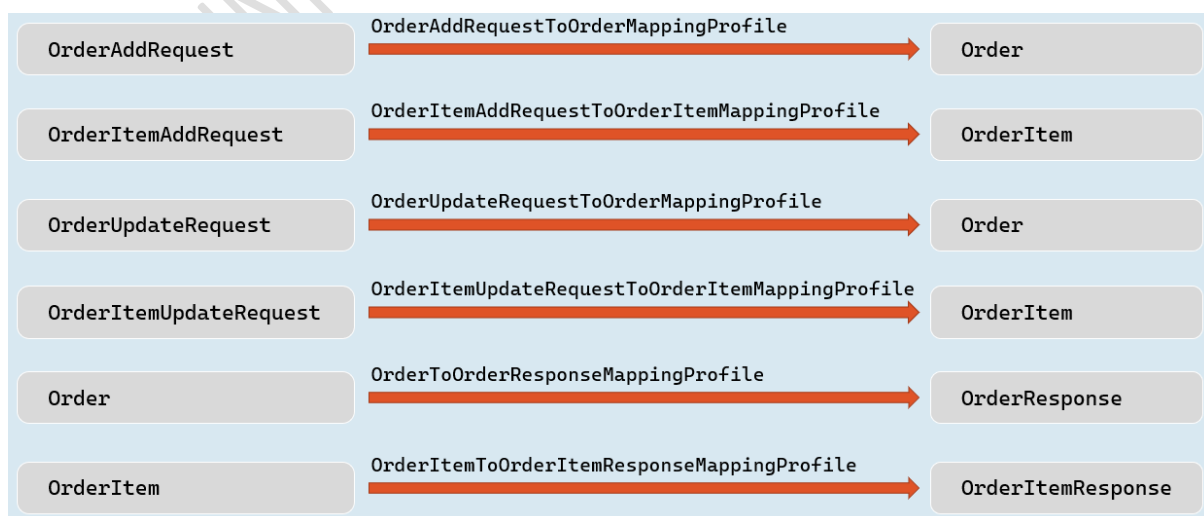 OrderAddRequestToOrderMappingProfile
OrderAddRequest
Order
OrderItemAddRequestToOrderItemMappingProfile
OrderItemAddRequest
OrderItem
OrderUpdateRequestToOrderMappingProfile
OrderUpdateRequest
Order
OrderItemUpdateRequestToOrderItemMappingProfile
OrderItemUpdateRequest
OrderItem
OrderToOrderResponseMappingProfile
Order
OrderResponse
OrderItemToOrderItemResponseMappingProfile
OrderItem
OrderItemResponse